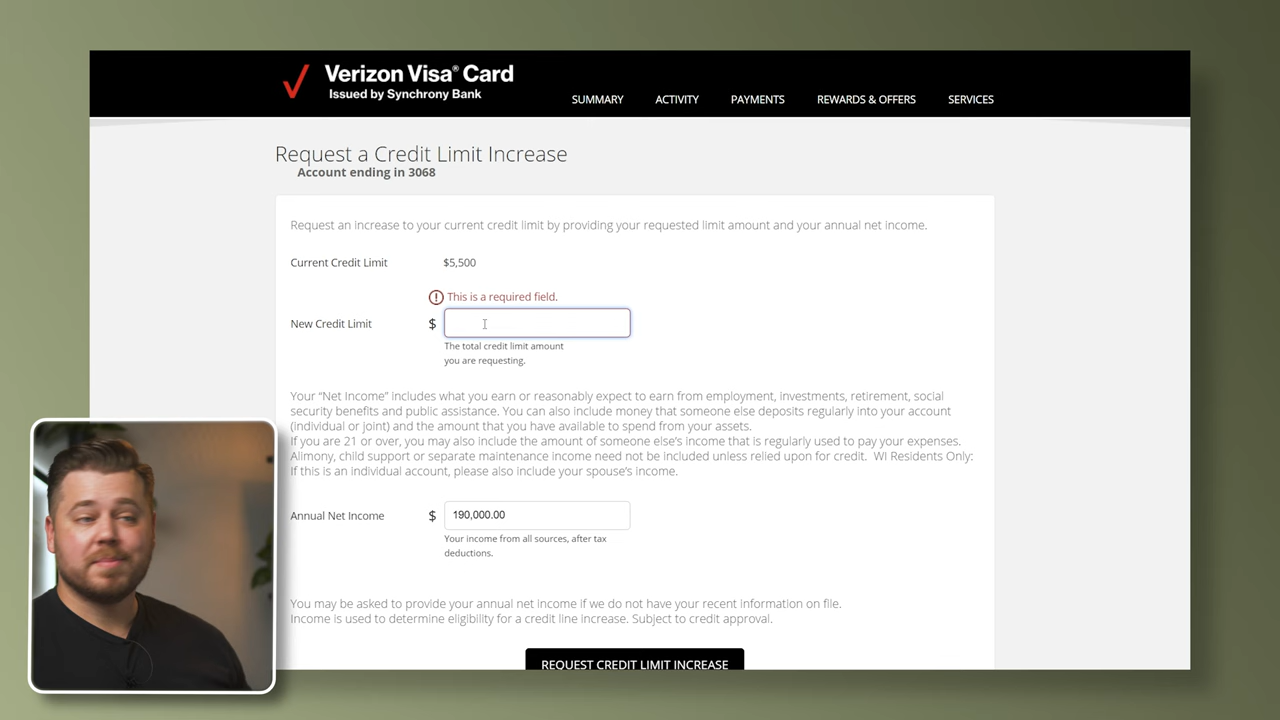 Verizon Visa® Card
Issued by Synchrony Bank
SUMMARY ACTIVITY PAYMENTS REWARDS & OFFERS SERVICES
Request a Credit Limit Increase
Account ending in 3068
Request an increase to your current credit limit by providing your requested limit amount and your annual net income.
Current Credit Limit $5,500
This is a required field.
New Credit Limit $
The total credit limit amount
you are requesting.
Your “Net Income” includes what you earn or reasonably expect to earn from employment, investments, retirement, social
security benefits and public assistance. You can also include money that someone else deposits regularly into your account
(individual or joint) and the amount that you have available to spend from your assets.
If you are 21 or over, you may also include the amount of someone else’s income that is regularly used to pay your expenses.
Alimony, child support or separate maintenance income need not be included unless relied upon for credit. WI Residents Only:
If this is an individual account, please also include your spouse’s income.
Annual Net Income $ 190,000.00
Your income from all sources, after tax
deductions.
You may be asked to provide your annual net income if we do not have your recent information on file.
Income is used to determine eligibility for a credit line increase. Subject to credit approval.
REQUEST CREDIT LIMIT INCREASE